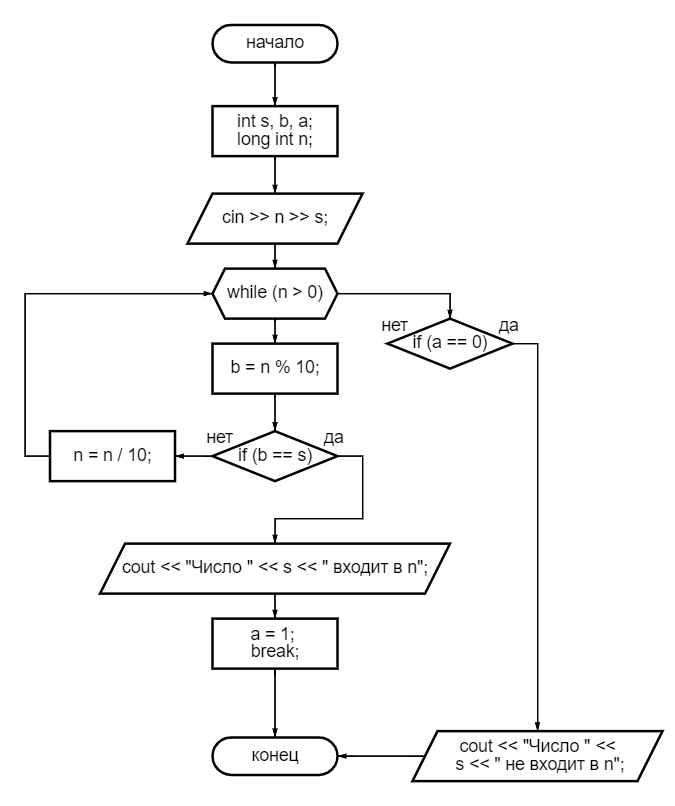 начало
int s, b, a;
long int n;
cin >> n >> s;
while (n > 0)
нет
да
if (a == 0)
b = n % 10;
нет
да
n = n / 10;
if (b == s)
cout << "Число " << s << " входит в n";
a = 1;
break;
конец
cout << "Число " <<
s << " не входит в n";